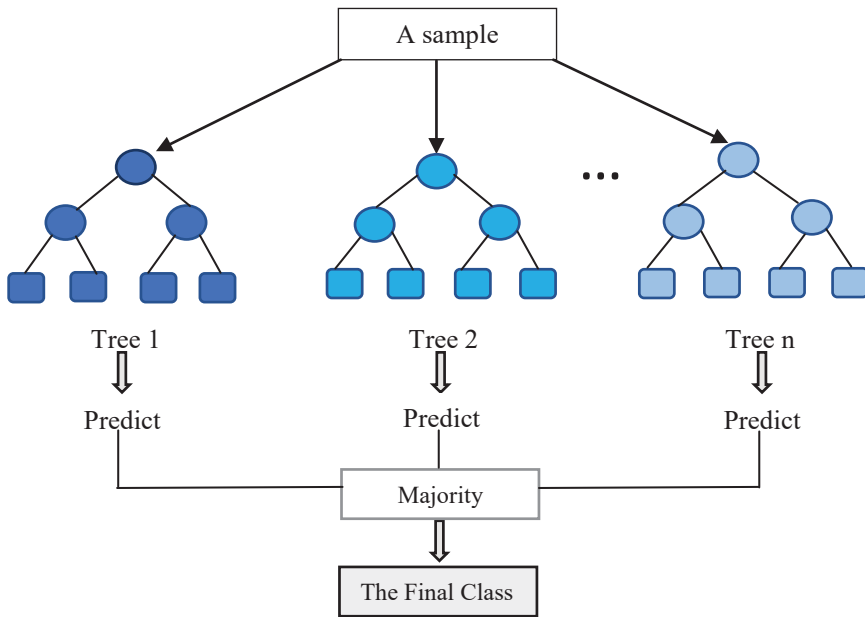 A sample
...
Tree 1
Tree 2
Tree n
Predict
Predict
Predict
Majority
The Final Class